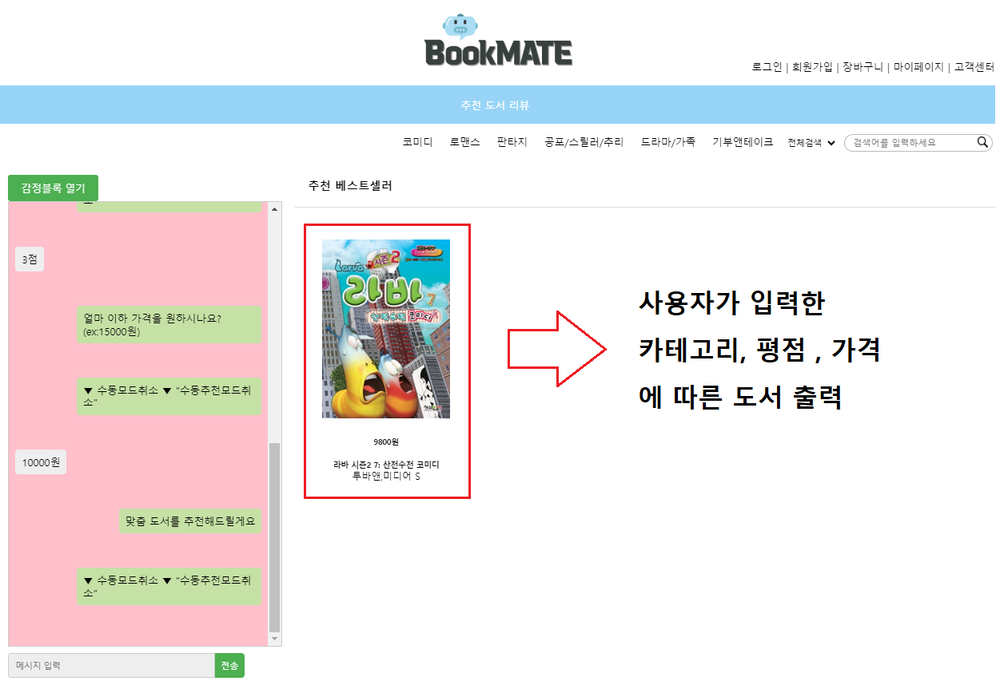 BookMATE
로그인 | 회원가입 | 장바구니 | 마이페이지 | 고객센터
추천 도서 리뷰
코미디 로맨스 판타지 공포/스릴러/추리 드라마/가족 기부앤테이크 전체검색 검색어를 입력하세요
감정블록 열기
3점
얼마 이하 가격을 원하시나요?
(ex:15000원)
▼ 수동모드취소 ▼ "수동추천모드취
소"
10000원
맞춤 도서를 추천해드릴게요
▼ 수동모드취소 ▼ "수동추천모드취
소"
메시지 입력 전송
추천 베스트셀러
Larva 시즌2
라바 7
산전수전 코미디
9800원
라바 시즌2 7: 산전수전 코미디
투바앤,미디어 S
사용자가 입력한
카테고리, 평점 , 가격
에 따른 도서 출력